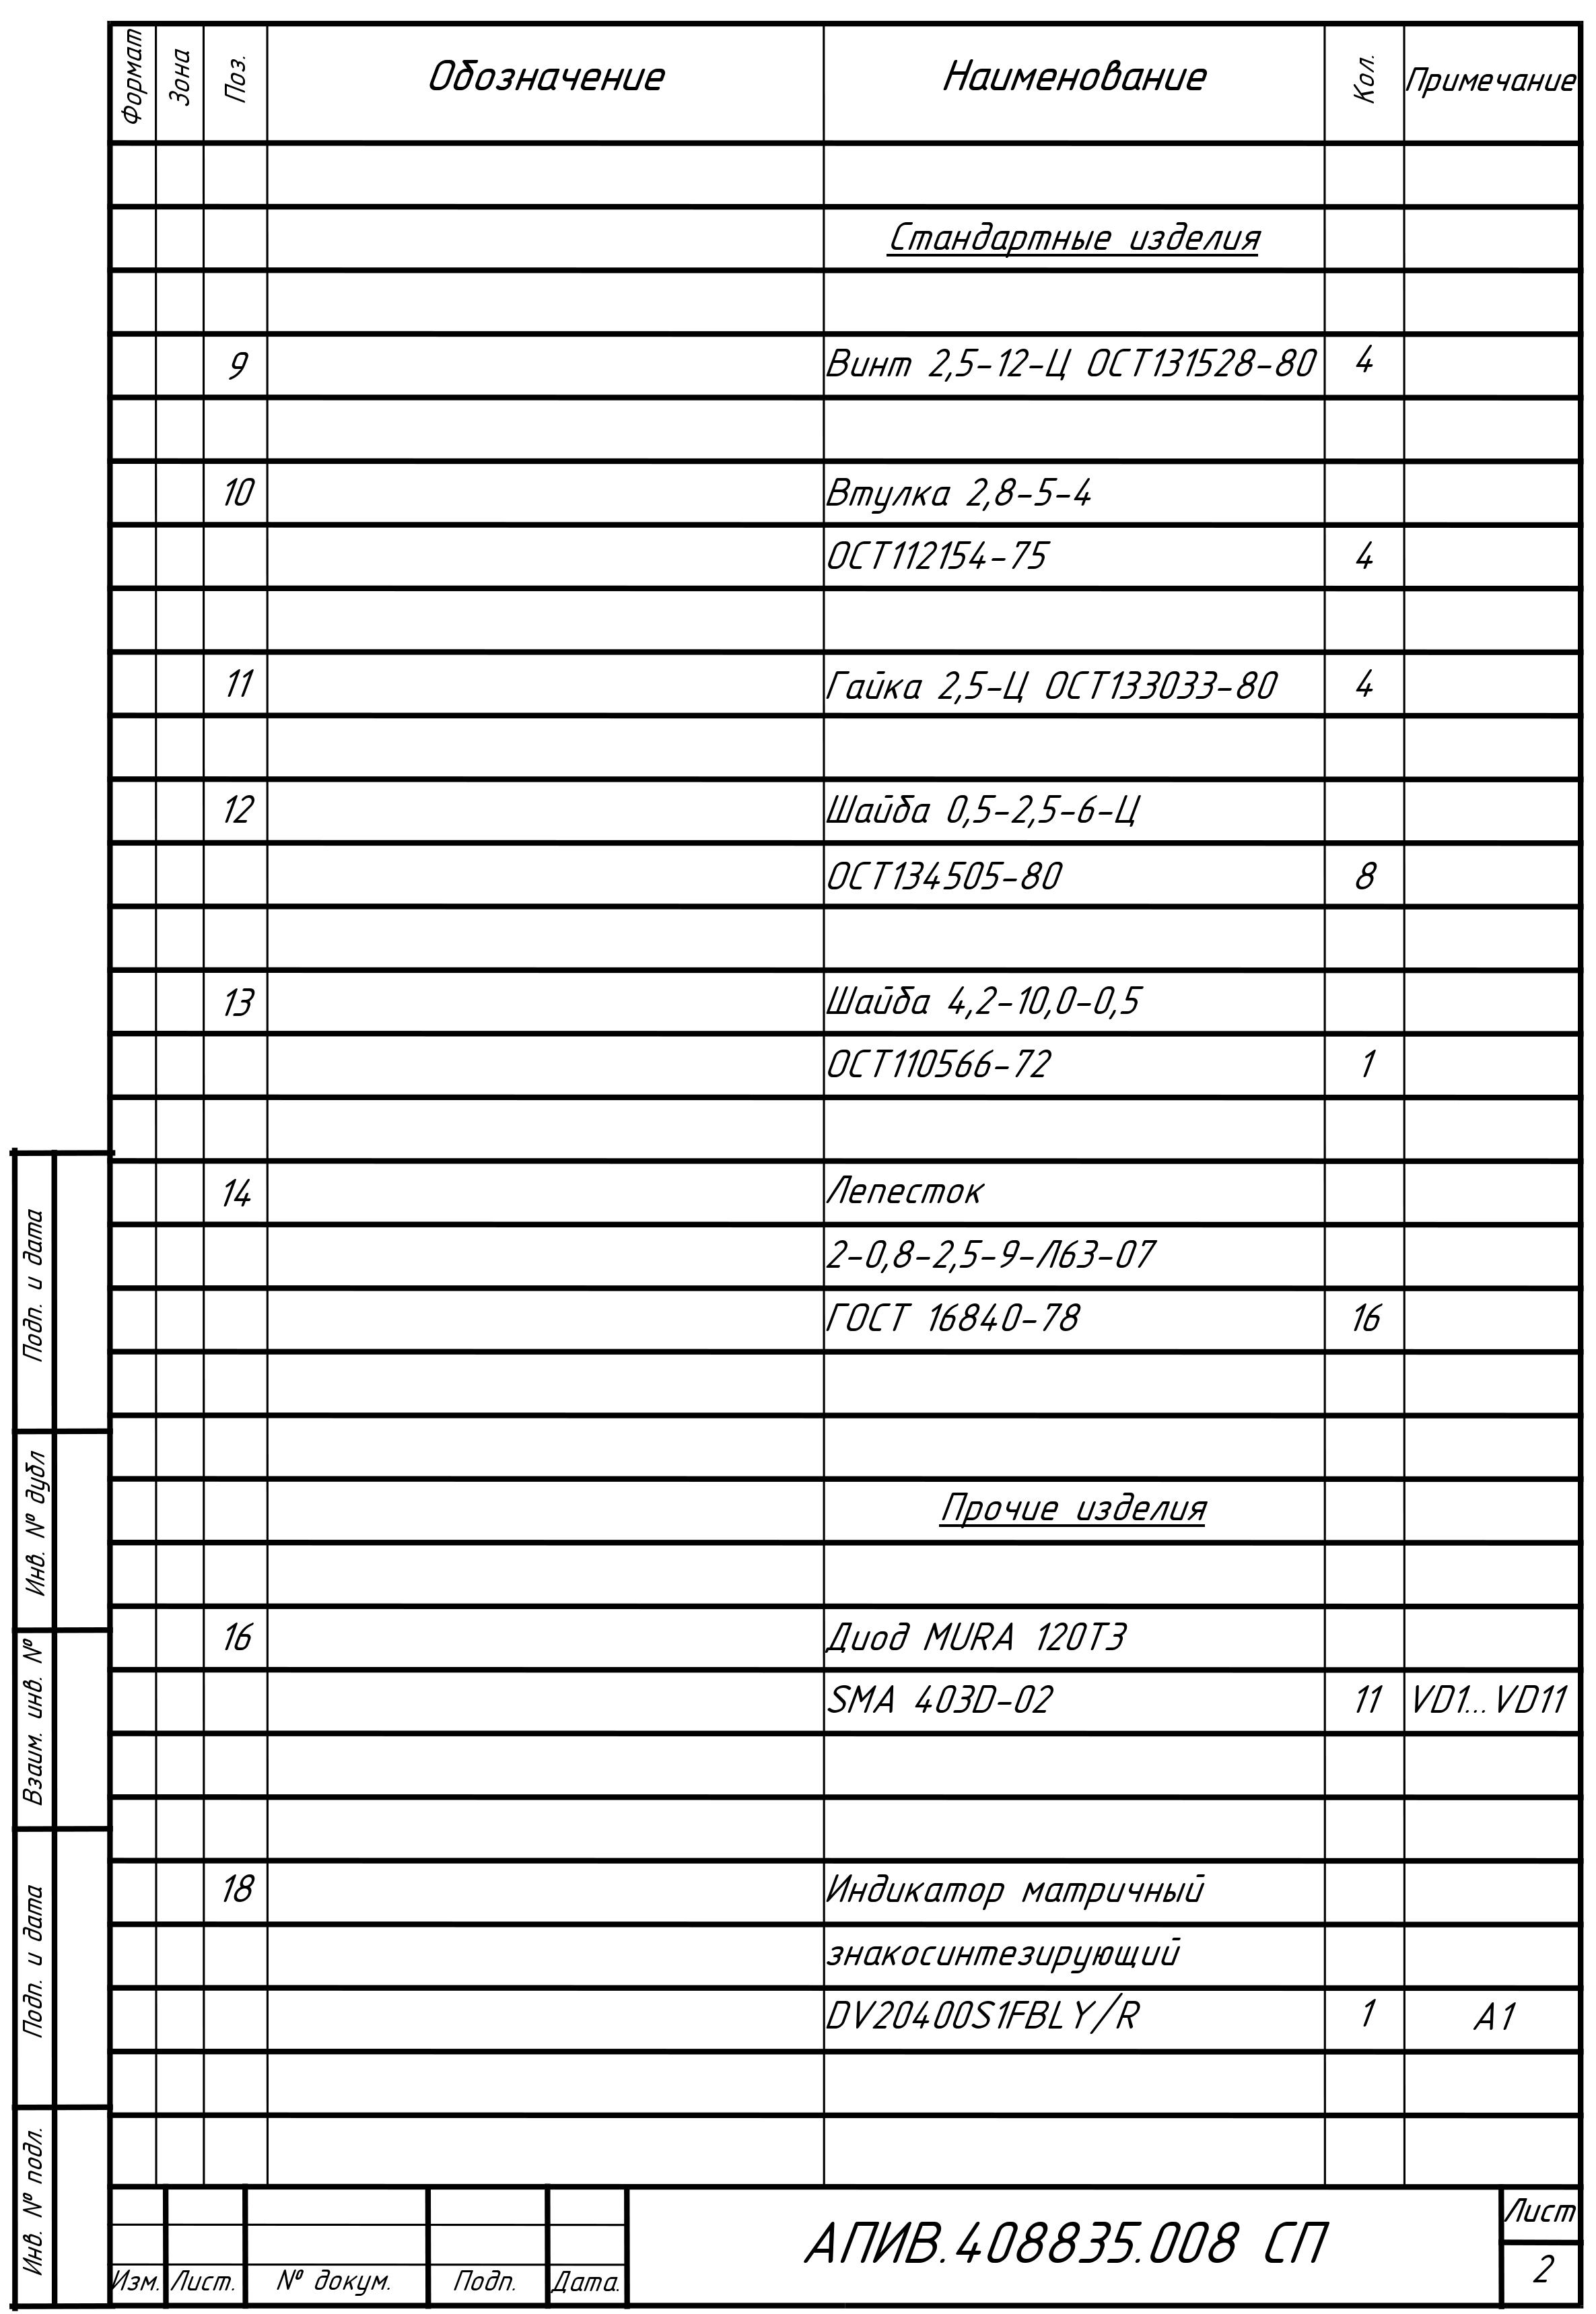 Формат Зона Поз. Обозначение Наименование Кол. Примечание
Стандартные изделия
9 Винт 2,5-12-Ц ОСТ131528-80 4
10 Втулка 2,8-5-4
ОСТ112154-75 4
11 Гайка 2,5-Ц ОСТ133033-80 4
12 Шайба 0,5-2,5-6-Ц
ОСТ134505-80 8
13 Шайба 4,2-10,0-0,5
ОСТ110566-72 1
14 Лепесток
2-0,8-2,5-9-Л63-07
ГОСТ 16840-78 16
Прочие изделия
16 Диод MURA 120T3
SMA 403D-02 11 VD1...VD11
18 Индикатор матричный
знакосинтезирующий
DV20400S1FBLY/R 1 A1
Подп. и дата
Инв. № дубл
Взаим. инв. №
Подп. и дата
Инв. № подл.
Изм. Лист. № докум. Подп. Дата.
АПИВ.408835.008 СП
Лист
2